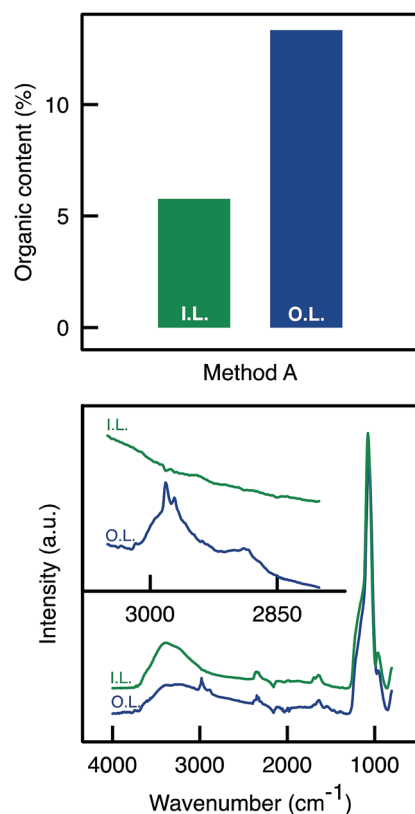 Organic content (%)
10
5
0
I.L.
O.L.
Method A
Intensity (a.u.)
I.L.
O.L.
3000
2850
I.L.
O.L.
4000
3000
2000
1000
Wavenumber (cm⁻¹)